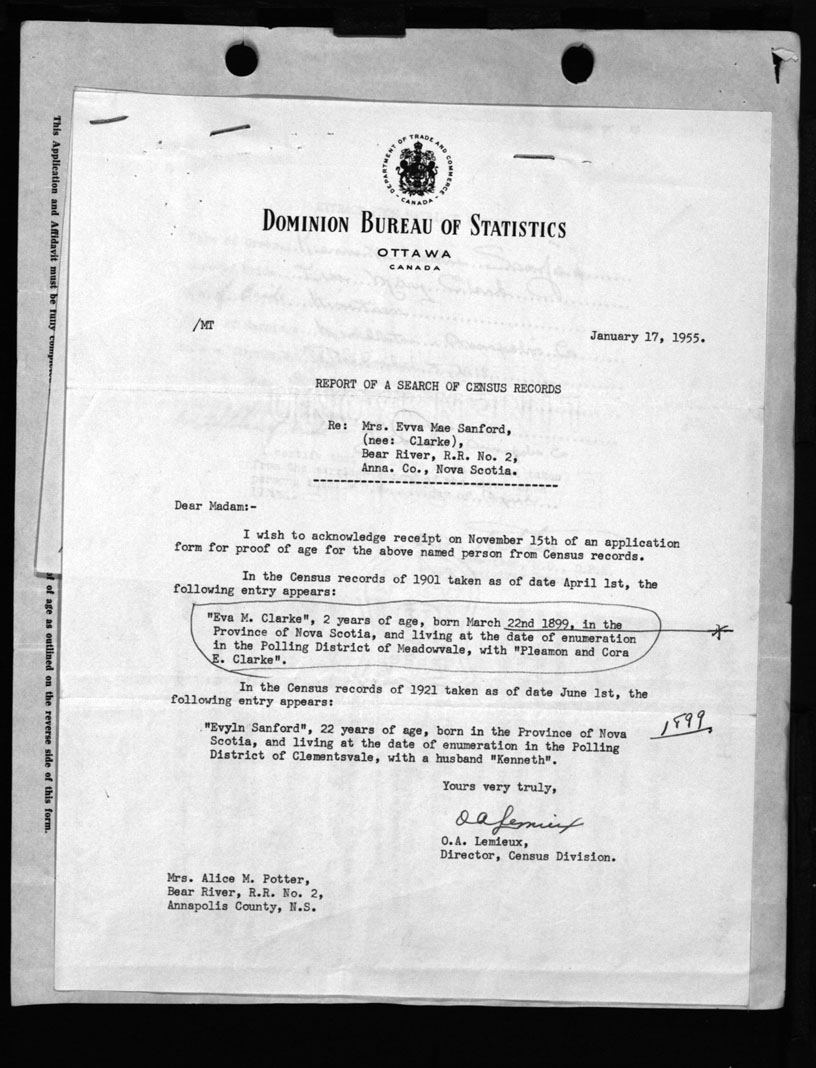 DEPARTMENT OF TRADE AND COMMERCE
- CANADA -
DOMINION BUREAU OF STATISTICS
OTTAWA
CANADA
/MT
January 17, 1955.
REPORT OF A SEARCH OF CENSUS RECORDS
Re: Mrs. Evva Mae Sanford,
(nee: Clarke),
Bear River, R.R. No. 2,
Anna. Co., Nova Scotia.
Dear Madam:-
I wish to acknowledge receipt on November 15th of an application
form for proof of age for the above named person from Census records.
In the Census records of 1901 taken as of date April 1st, the
following entry appears:
"Eva M. Clarke", 2 years of age, born March 22nd 1899, in the
Province of Nova Scotia, and living at the date of enumeration
in the Polling District of Meadowvale, with "Pleamon and Cora
E. Clarke".
In the Census records of 1921 taken as of date June 1st, the
following entry appears:
"Evyln Sanford", 22 years of age, born in the Province of Nova
Scotia, and living at the date of enumeration in the Polling
District of Clementsvale, with a husband "Kenneth".
1899
Yours very truly,
O A Lemieux
O.A. Lemieux,
Director, Census Division.
Mrs. Alice M. Potter,
Bear River, R.R. No. 2,
Annapolis County, N.S.
This Application and Affidavit must be fully completed
of age as outlined on the reverse side of this form.